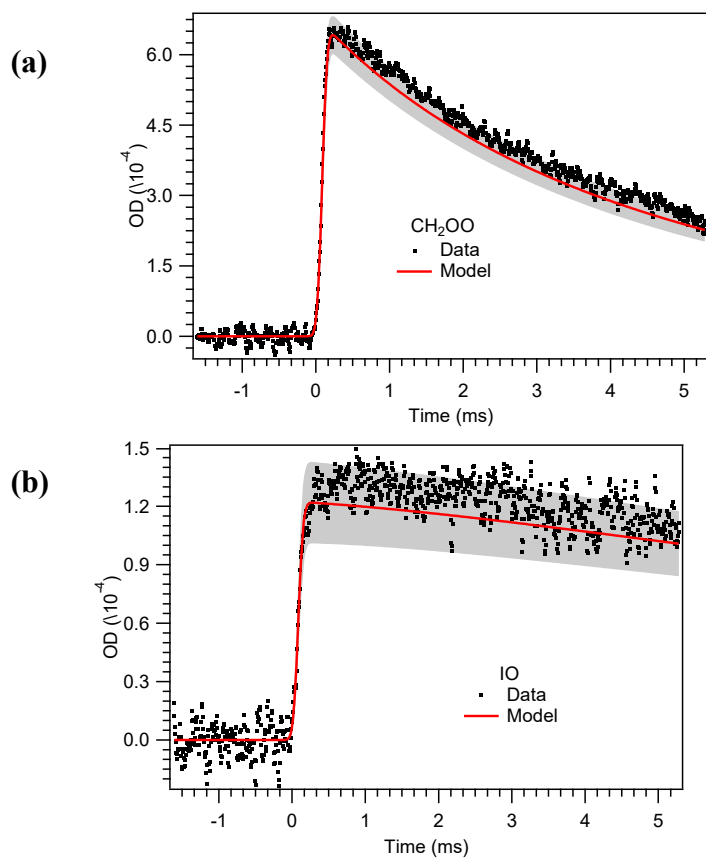 (a)
6.0
4.5
3.0
1.5
0.0
OD (\10⁻⁴)
CH₂OO
Data
Model
-1 0 1 2 3 4 5
Time (ms)
(b)
1.5
1.2
0.9
0.6
0.3
0.0
OD (\10⁻⁴)
IO
Data
Model
-1 0 1 2 3 4 5
Time (ms)